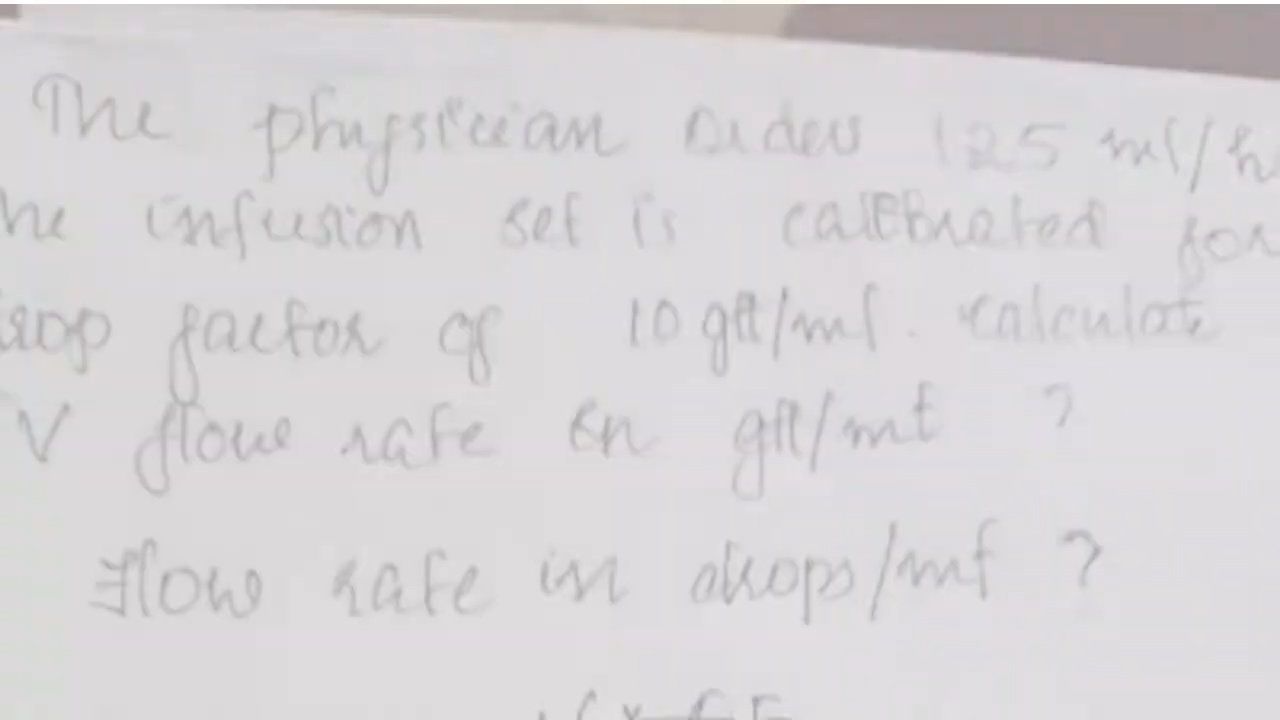 The physician orders 125 ml/h
he infusion set is calibrated for
rop factor of 10 gtt/ml. calculate
V flow rate in gtt/mt ?
Flow rate in drops/mt ?